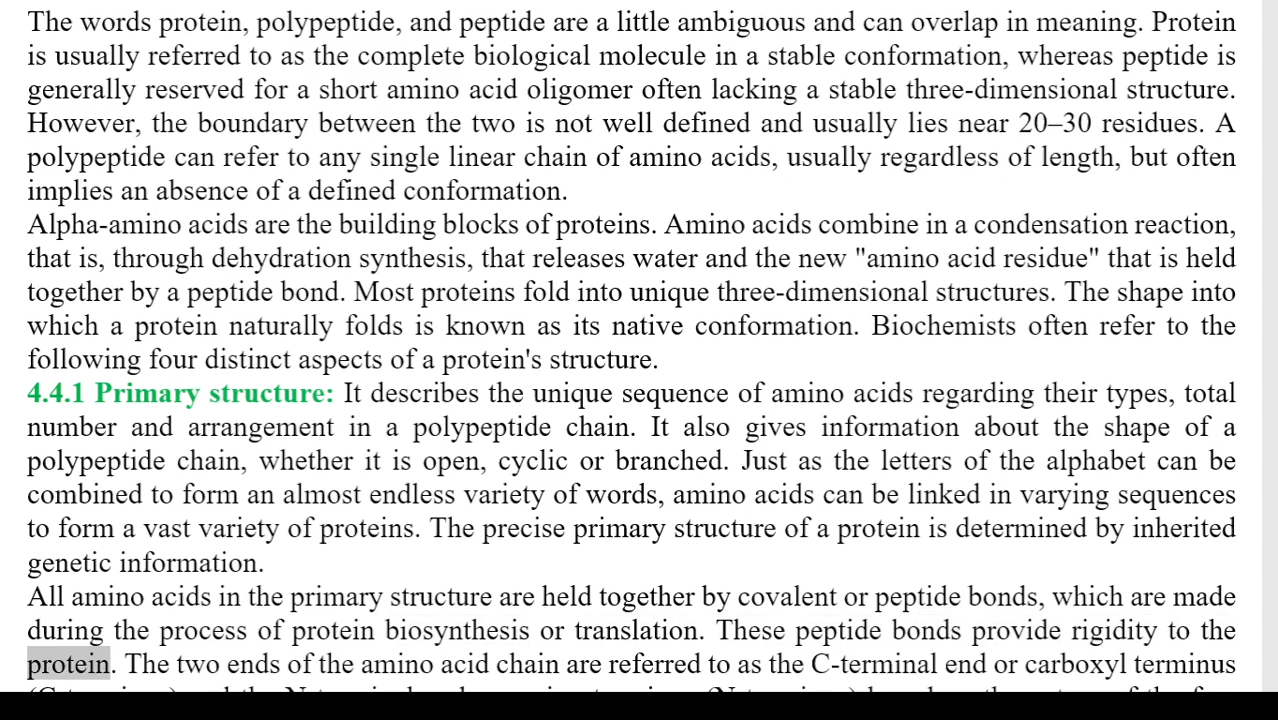 The words protein, polypeptide, and peptide are a little ambiguous and can overlap in meaning. Protein
is usually referred to as the complete biological molecule in a stable conformation, whereas peptide is
generally reserved for a short amino acid oligomer often lacking a stable three-dimensional structure.
However, the boundary between the two is not well defined and usually lies near 20–30 residues. A
polypeptide can refer to any single linear chain of amino acids, usually regardless of length, but often
implies an absence of a defined conformation.
Alpha-amino acids are the building blocks of proteins. Amino acids combine in a condensation reaction,
that is, through dehydration synthesis, that releases water and the new "amino acid residue" that is held
together by a peptide bond. Most proteins fold into unique three-dimensional structures. The shape into
which a protein naturally folds is known as its native conformation. Biochemists often refer to the
following four distinct aspects of a protein's structure.
4.4.1 Primary structure: It describes the unique sequence of amino acids regarding their types, total
number and arrangement in a polypeptide chain. It also gives information about the shape of a
polypeptide chain, whether it is open, cyclic or branched. Just as the letters of the alphabet can be
combined to form an almost endless variety of words, amino acids can be linked in varying sequences
to form a vast variety of proteins. The precise primary structure of a protein is determined by inherited
genetic information.
All amino acids in the primary structure are held together by covalent or peptide bonds, which are made
during the process of protein biosynthesis or translation. These peptide bonds provide rigidity to the
protein. The two ends of the amino acid chain are referred to as the C-terminal end or carboxyl terminus